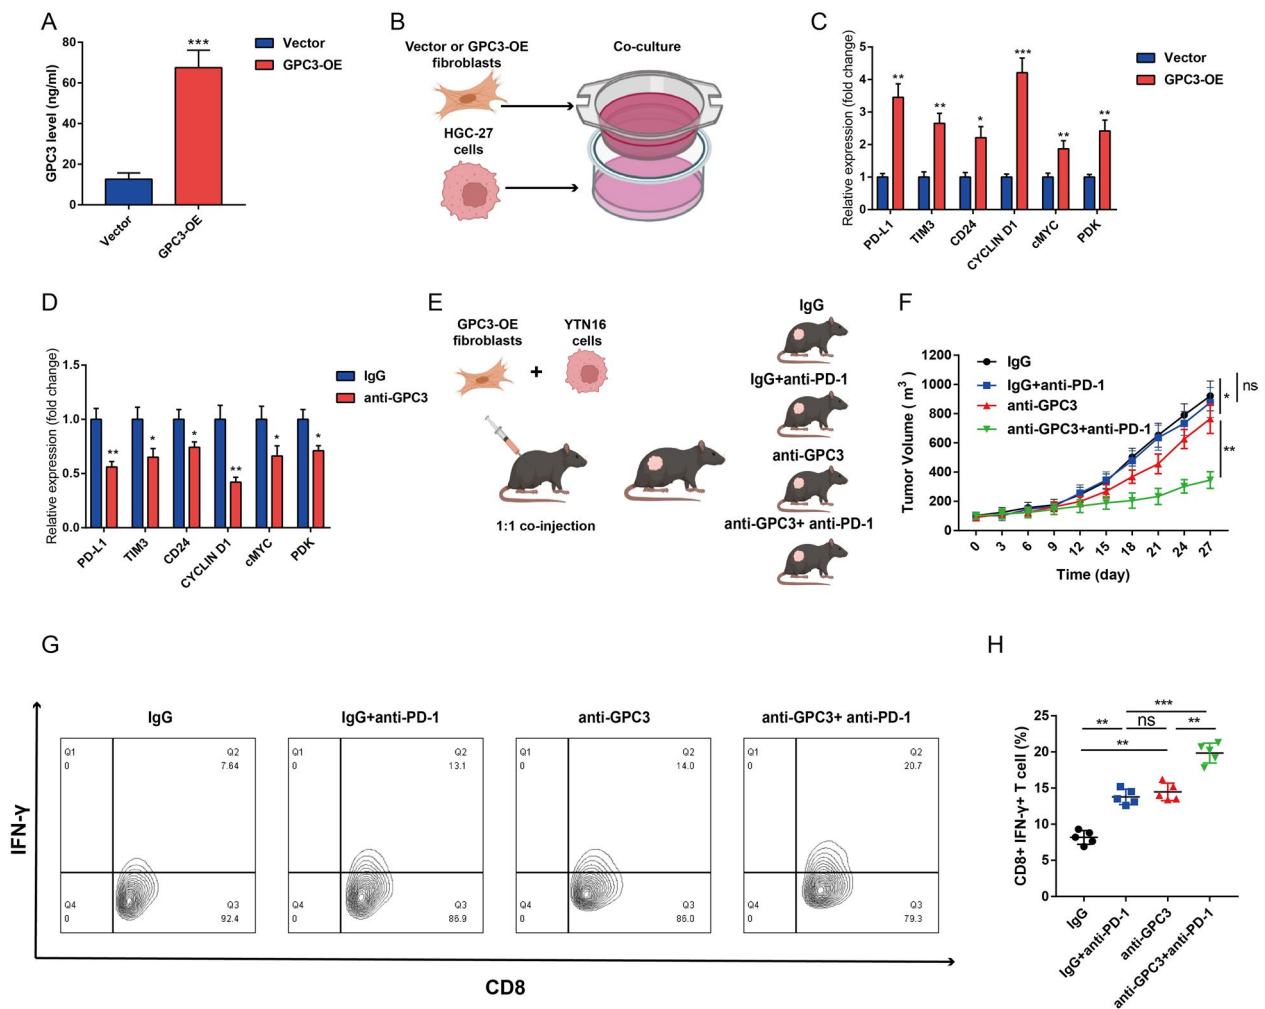 A
GPC3 level (ng/ml)
80
60
40
20
0
***
Vector
GPC3-OE
Vector
GPC3-OE
B
Vector or GPC3-OE
fibroblasts
HGC-27
cells
Co-culture
C
Relative expression (fold change)
5
4
3
2
1
0
**
**
*
***
**
**
PD-L1
TIM3
CD24
CYCLIN D1
cMYC
PDK
Vector
GPC3-OE
D
Relative expression (fold change)
1.5
1.0
0.5
0.0
**
*
*
**
*
*
PD-L1
TIM3
CD24
CYCLIN D1
cMYC
PDK
IgG
anti-GPC3
E
GPC3-OE
fibroblasts
+
YTN16
cells
1:1 co-injection
IgG
IgG+anti-PD-1
anti-GPC3
anti-GPC3+ anti-PD-1
F
Tumor Volume ( m³ )
1200
1000
800
600
400
200
0
IgG
IgG+anti-PD-1
anti-GPC3
anti-GPC3+anti-PD-1
*
ns
**
0
3
6
9
12
15
18
21
24
27
Time (day)
G
IFN-γ
IgG
Q1
0
Q2
7.64
Q4
0
Q3
92.4
IgG+anti-PD-1
Q1
0
Q2
13.1
Q4
0
Q3
86.9
anti-GPC3
Q1
0
Q2
14.0
Q4
0
Q3
86.0
anti-GPC3+ anti-PD-1
Q1
0
Q2
20.7
Q4
0
Q3
79.3
CD8
H
CD8+ IFN-γ+ T cell (%)
25
20
15
10
5
0
***
**
ns
**
**
IgG
IgG+anti-PD-1
anti-GPC3
anti-GPC3+anti-PD-1